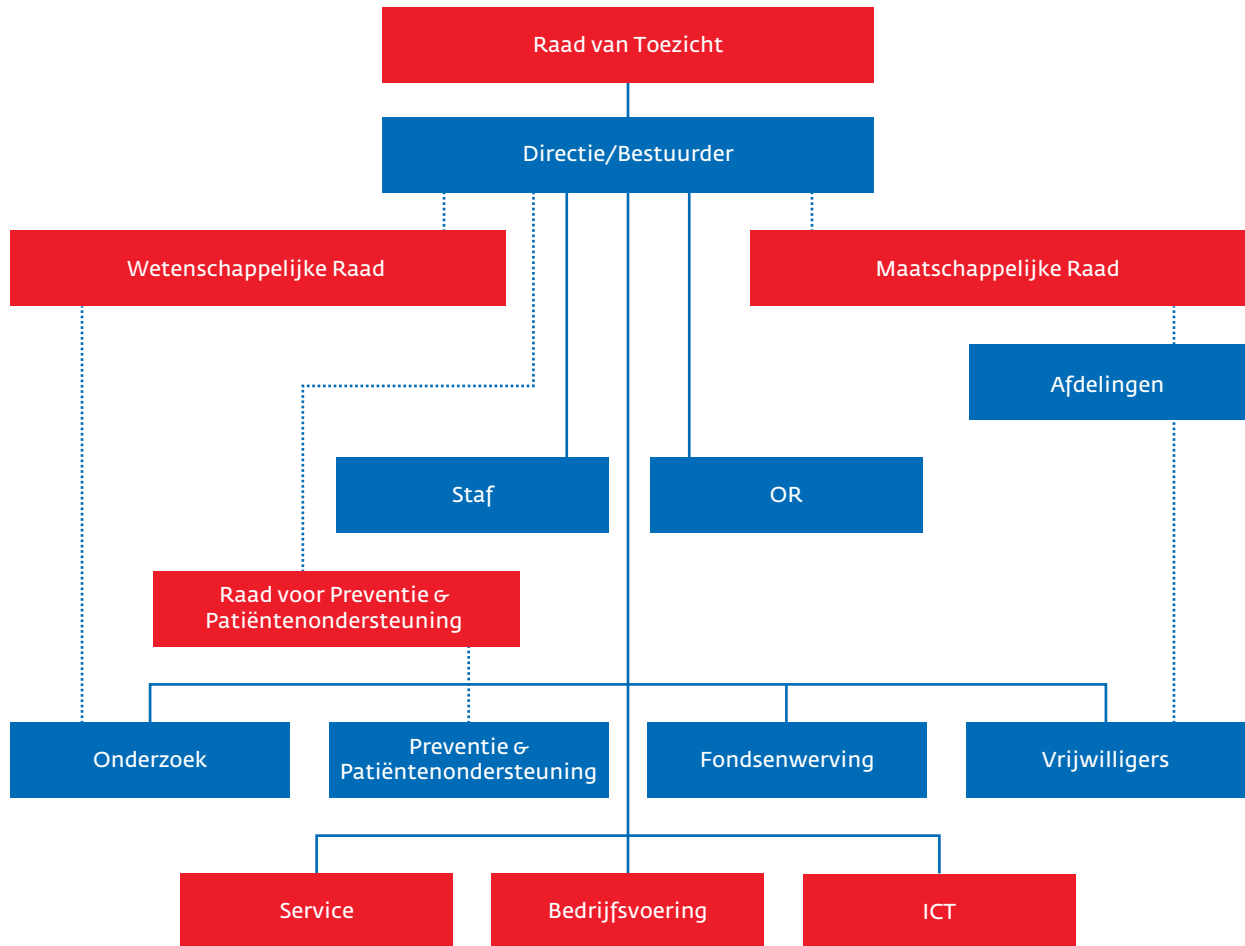 Raad van Toezicht
Directie/Bestuurder
Wetenschappelijke Raad
Maatschappelijke Raad
Afdelingen
Staf
OR
Raad voor Preventie &
Patiëntenondersteuning
Onderzoek
Preventie &
Patiëntenondersteuning
Fondsenwerving
Vrijwilligers
Service
Bedrijfsvoering
ICT